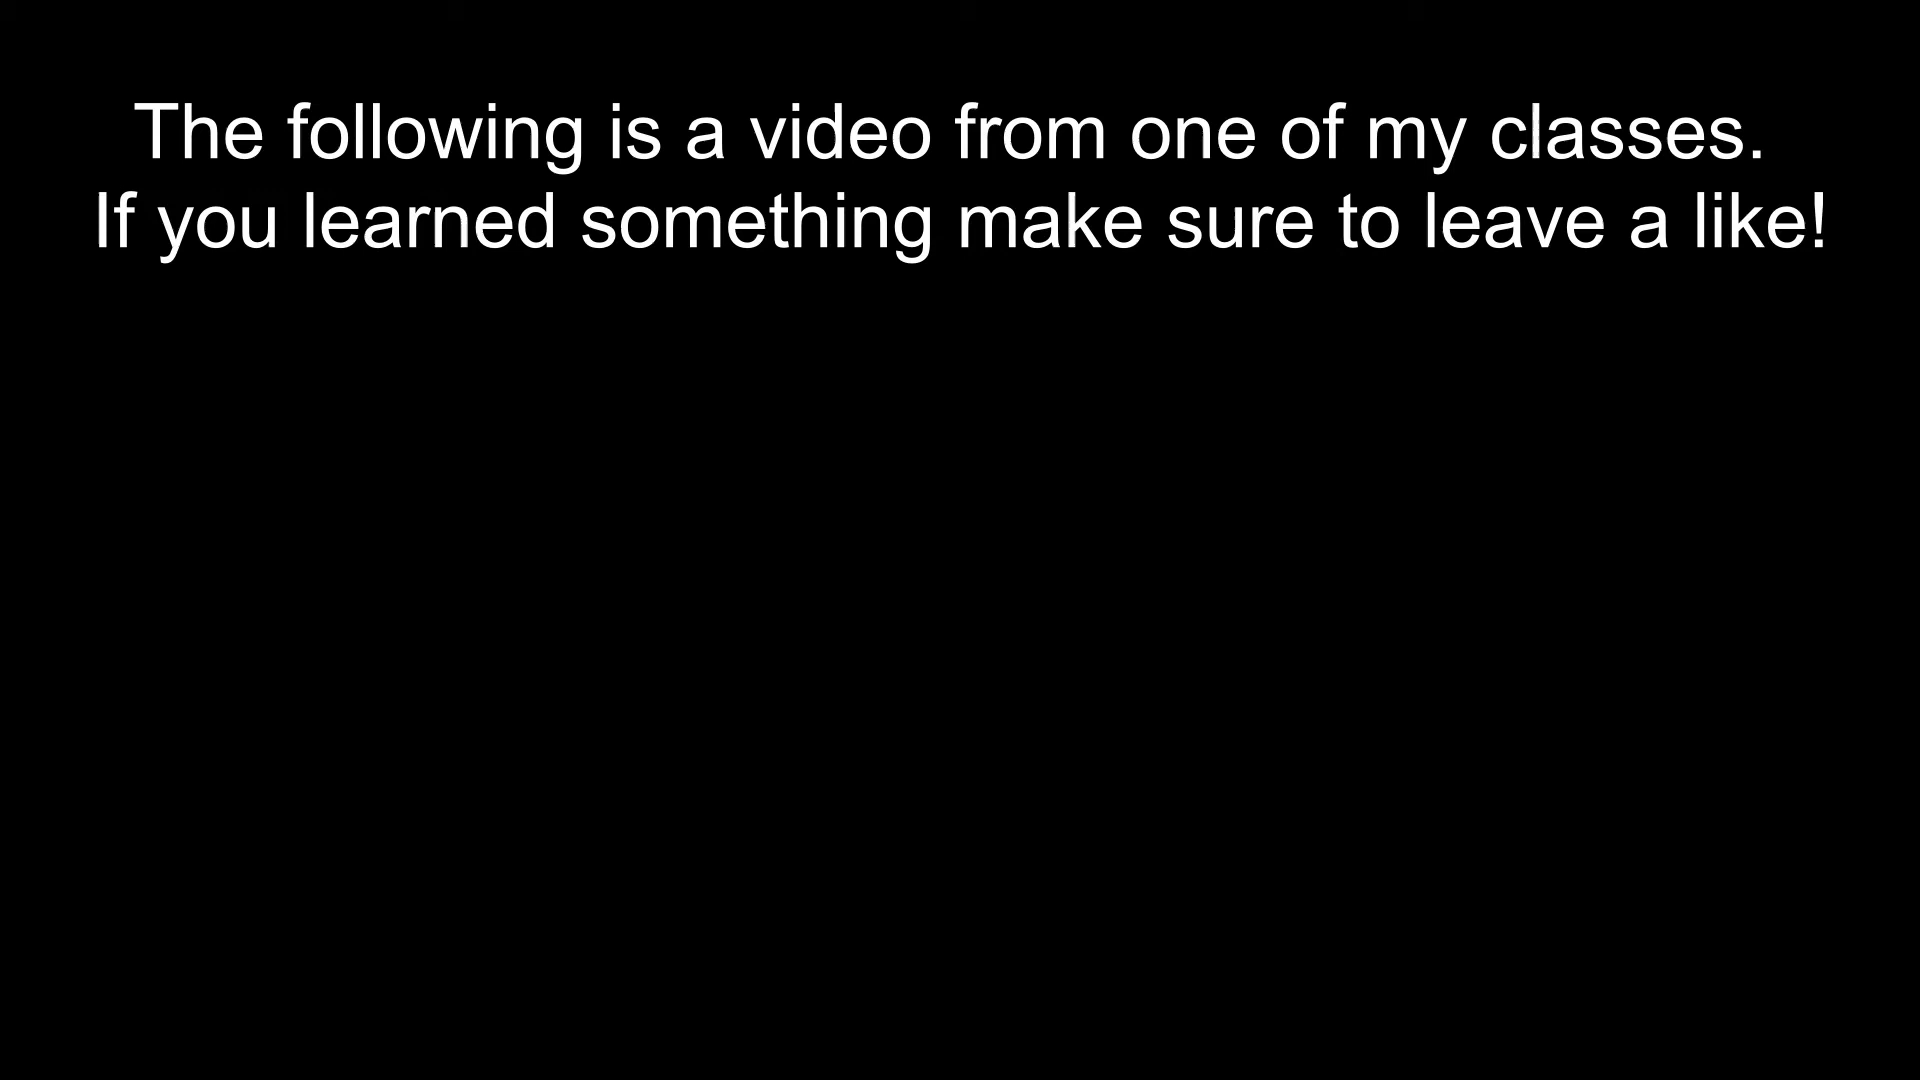 The following is a video from one of my classes.
If you learned something make sure to leave a like!